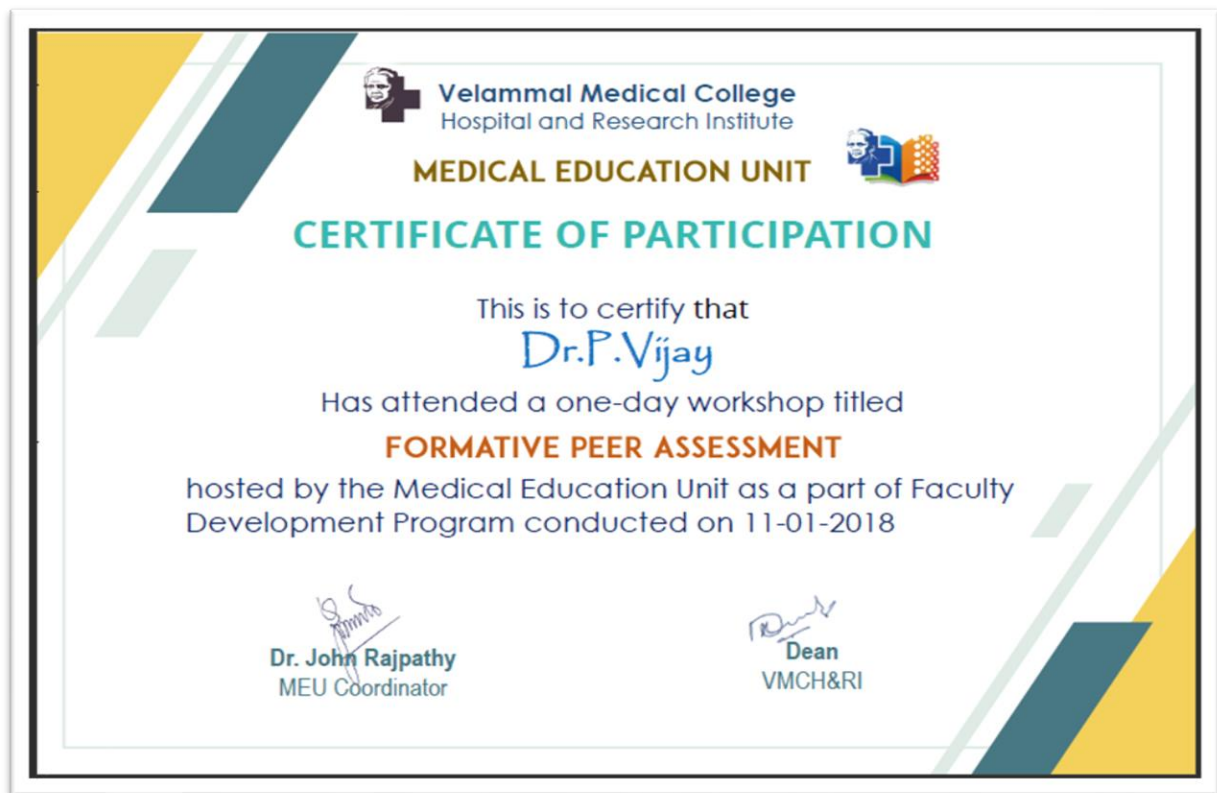 Velammal Medical College
Hospital and Research Institute
MEDICAL EDUCATION UNIT
CERTIFICATE OF PARTICIPATION
This is to certify that
Dr.P.Vijay
Has attended a one-day workshop titled
FORMATIVE PEER ASSESSMENT
hosted by the Medical Education Unit as a part of Faculty
Development Program conducted on 11-01-2018
Dr. John Rajpathy
MEU Coordinator
Dean
VMCH&RI